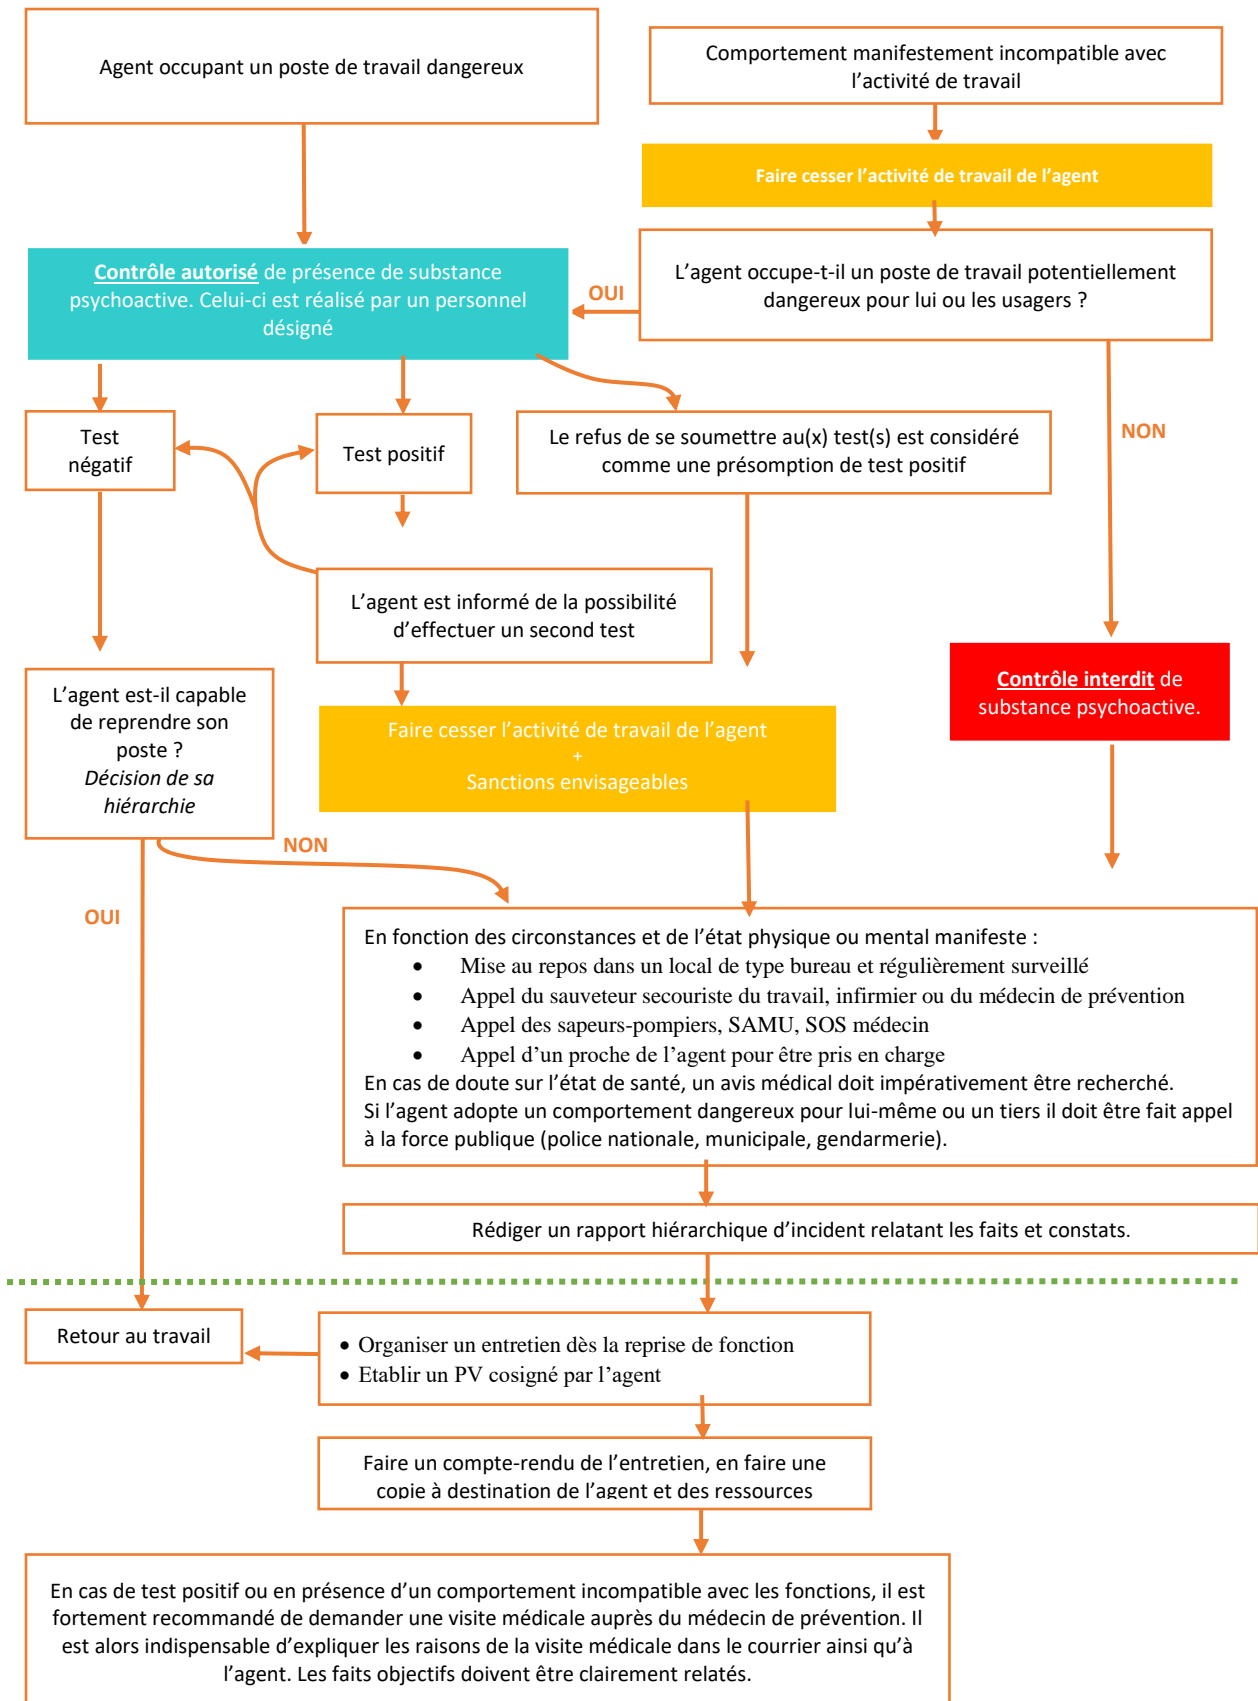 Agent occupant un poste de travail dangereux
Comportement manifestement incompatible avec
l’activité de travail
Faire cesser l’activité de travail de l’agent
Contrôle autorisé de présence de substance
psychoactive. Celui-ci est réalisé par un personnel
désigné
OUI
L’agent occupe-t-il un poste de travail potentiellement
dangereux pour lui ou les usagers ?
Test
négatif
Test positif
Le refus de se soumettre au(x) test(s) est considéré
comme une présomption de test positif
NON
L’agent est informé de la possibilité
d’effectuer un second test
L’agent est-il capable
de reprendre son
poste ?
Décision de sa
hiérarchie
Faire cesser l’activité de travail de l’agent
+
Sanctions envisageables
Contrôle interdit de
substance psychoactive.
NON
OUI
En fonction des circonstances et de l’état physique ou mental manifeste :
• Mise au repos dans un local de type bureau et régulièrement surveillé
• Appel du sauveteur secouriste du travail, infirmier ou du médecin de prévention
• Appel des sapeurs-pompiers, SAMU, SOS médecin
• Appel d’un proche de l’agent pour être pris en charge
En cas de doute sur l’état de santé, un avis médical doit impérativement être recherché.
Si l’agent adopte un comportement dangereux pour lui-même ou un tiers il doit être fait appel
à la force publique (police nationale, municipale, gendarmerie).
Rédiger un rapport hiérarchique d’incident relatant les faits et constats.
Retour au travail
• Organiser un entretien dès la reprise de fonction
• Etablir un PV cosigné par l’agent
Faire un compte-rendu de l’entretien, en faire une
copie à destination de l’agent et des ressources
En cas de test positif ou en présence d’un comportement incompatible avec les fonctions, il est
fortement recommandé de demander une visite médicale auprès du médecin de prévention. Il
est alors indispensable d’expliquer les raisons de la visite médicale dans le courrier ainsi qu’à
l’agent. Les faits objectifs doivent être clairement relatés.